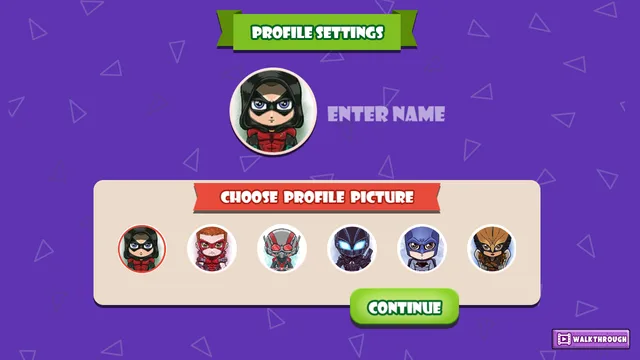 PROFILE SETTINGS
ENTER NAME
CHOOSE PROFILE PICTURE
CONTINUE
WALKTHROUGH